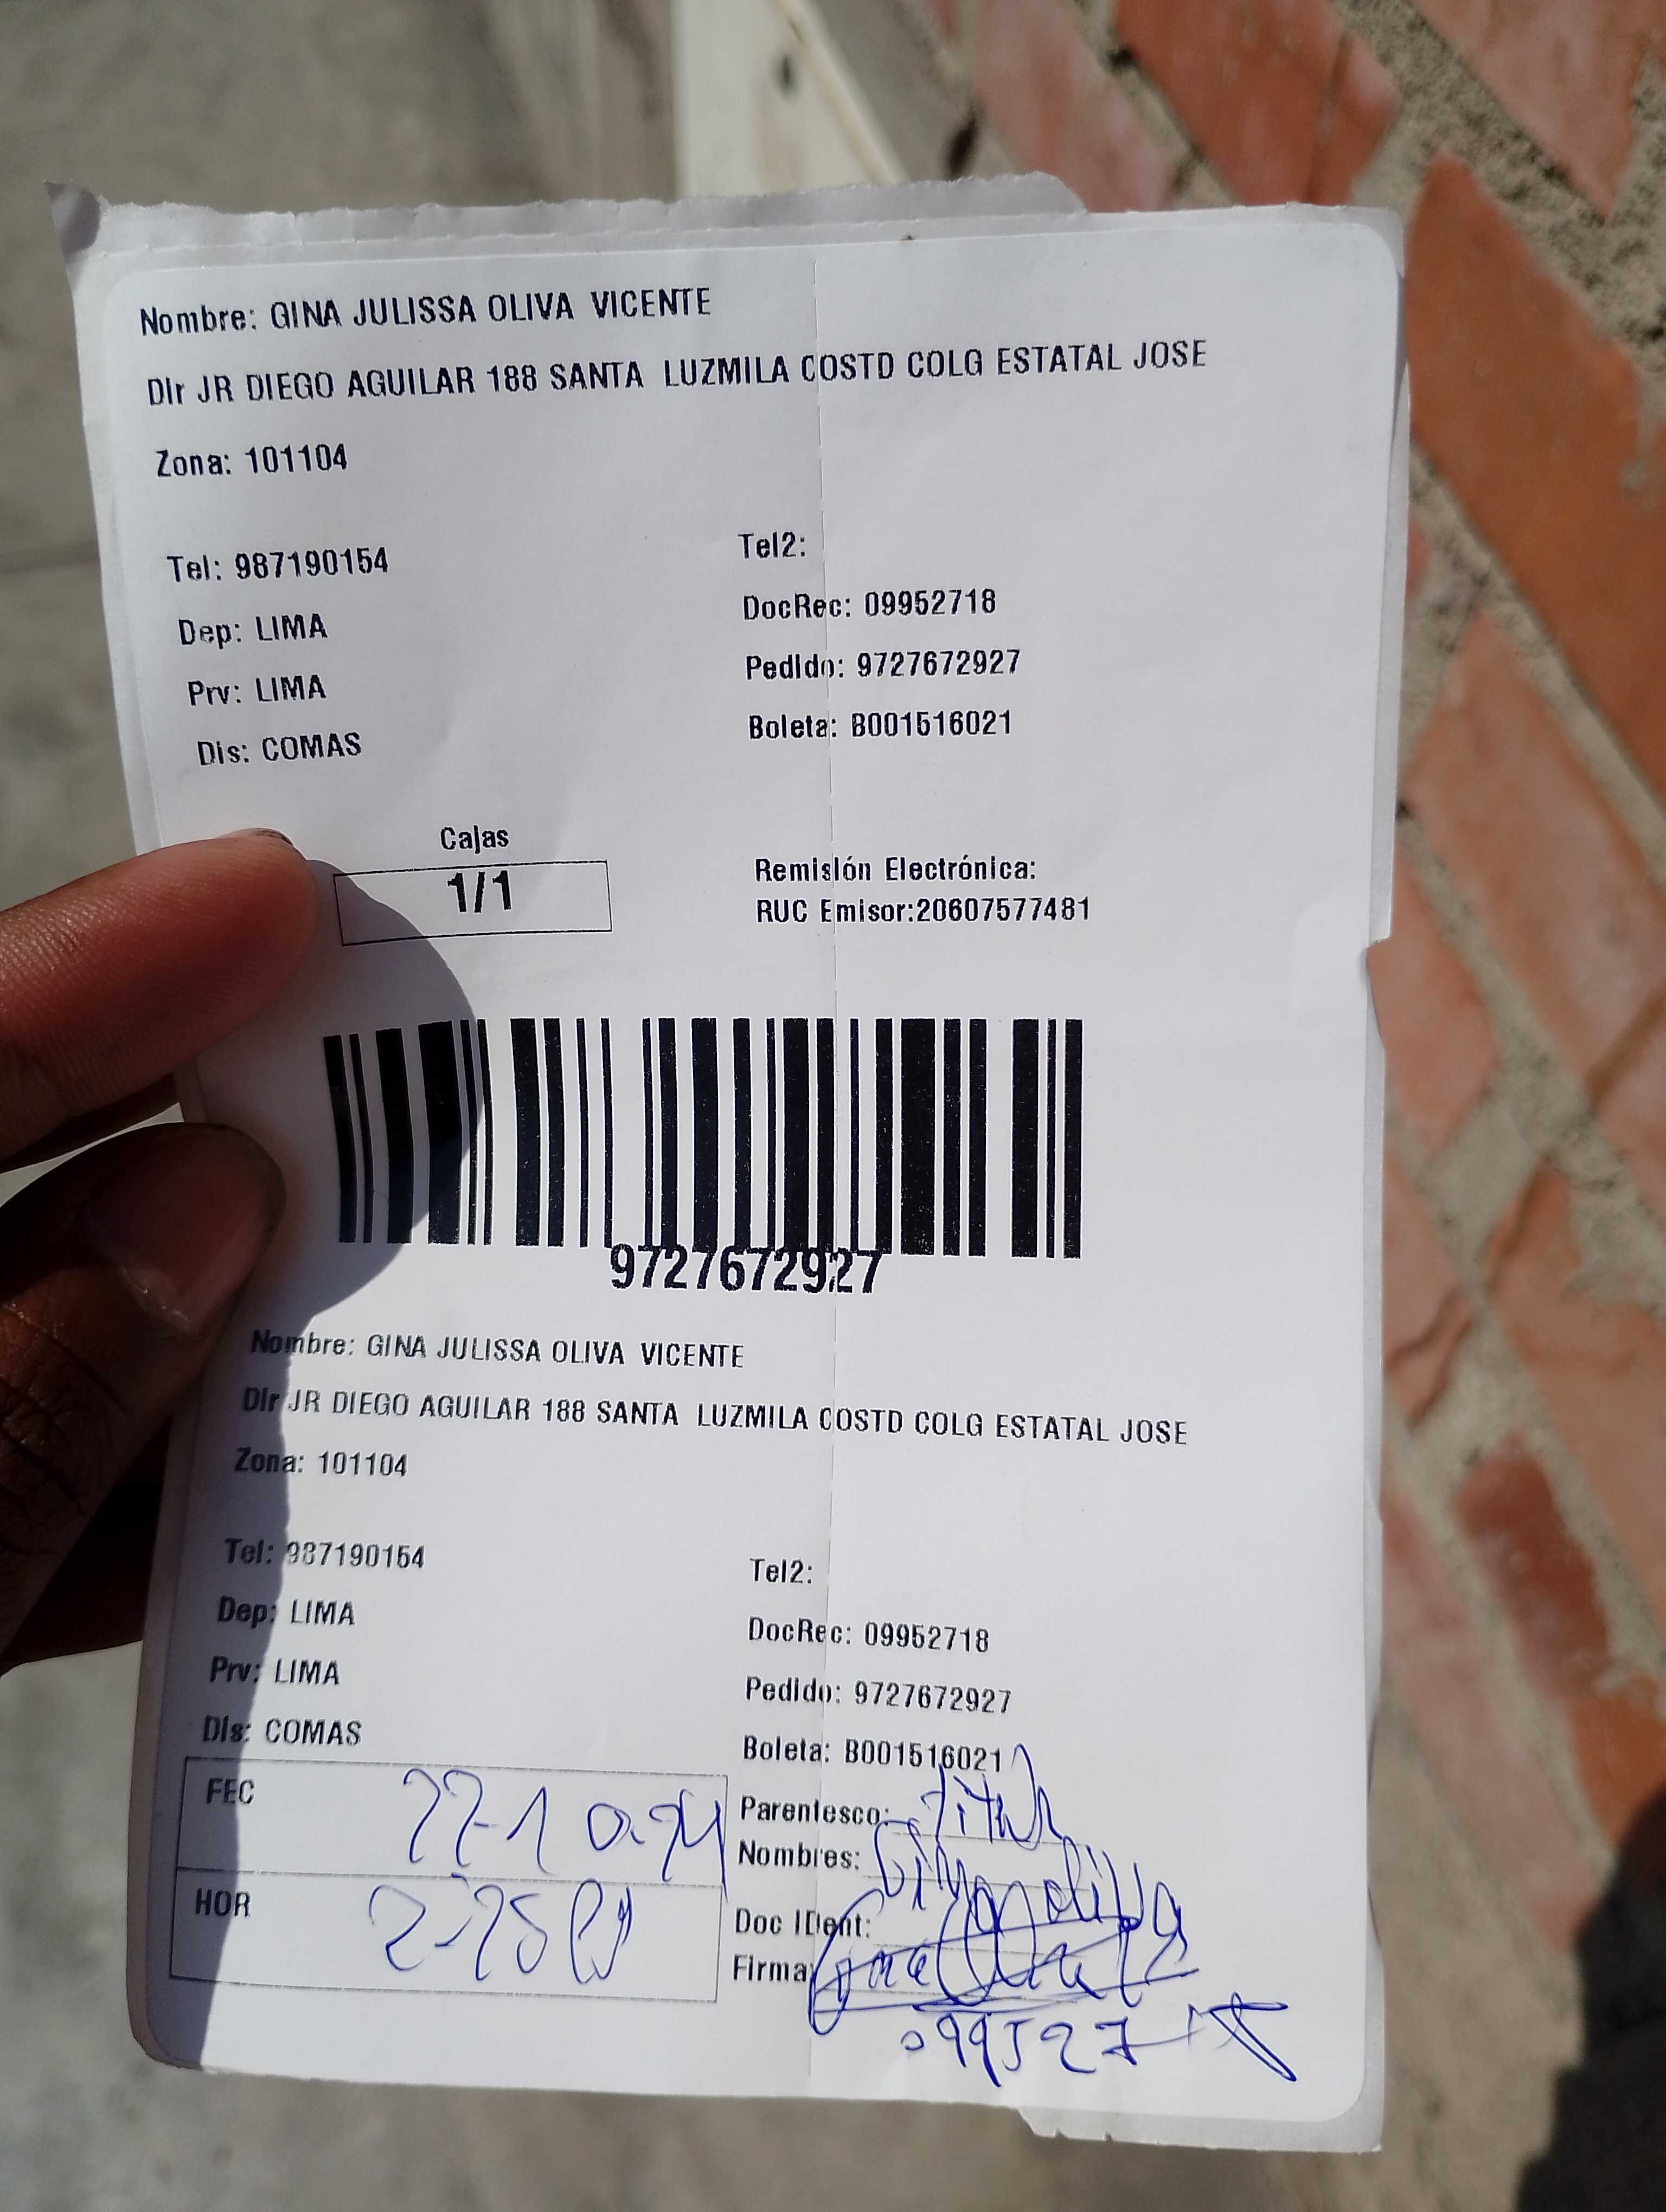 Nombre: GINA JULISSA OLIVA VICENTE
Dir JR DIEGO AGUILAR 188 SANTA LUZMILA COSTD COLG ESTATAL JOSE
Zona: 101104
Tel: 987190154 Tel2:
Dep: LIMA DocRec: 09952718
Prv: LIMA Pedido: 9727672927
Dis: COMAS Boleta: B001516021
Cajas
1/1
Remisión Electrónica:
RUC Emisor:20607577481
9727672927
Nombre: GINA JULISSA OLIVA VICENTE
Dir JR DIEGO AGUILAR 188 SANTA LUZMILA COSTD COLG ESTATAL JOSE
Zona: 101104
Tel: 987190154 Tel2:
Dep: LIMA DocRec: 09952718
Prv: LIMA Pedido: 9727672927
Dis: COMAS Boleta: B001516021
FEC
HOR
Parentesco:
Nombres:
Doc IDent:
Firma: